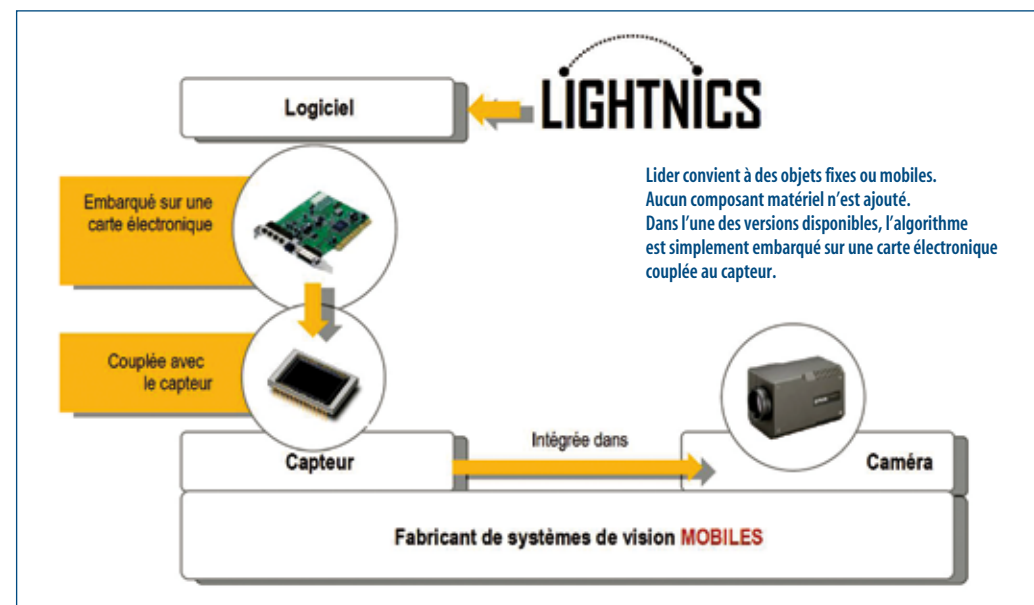 LIGHTNICS
Logiciel
Lider convient à des objets fixes ou mobiles.
Aucun composant matériel n'est ajouté.
Dans l'une des versions disponibles, l'algorithme
est simplement embarqué sur une carte électronique
couplée au capteur.
Embarqué sur une
carte électronique
Couplée avec
le capteur
Capteur
Intégrée dans
Caméra
Fabricant de systèmes de vision MOBILES